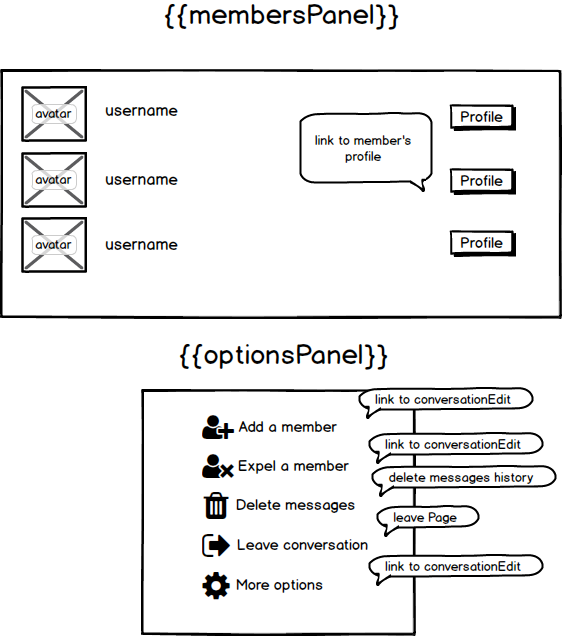 {{membersPanel}}
avatar
username
Profile
link to member's
profile
avatar
username
Profile
avatar
username
Profile
{{optionsPanel}}
link to conversationEdit
Add a member
link to conversationEdit
Expel a member
delete messages history
Delete messages
leave Page
Leave conversation
link to conversationEdit
More options